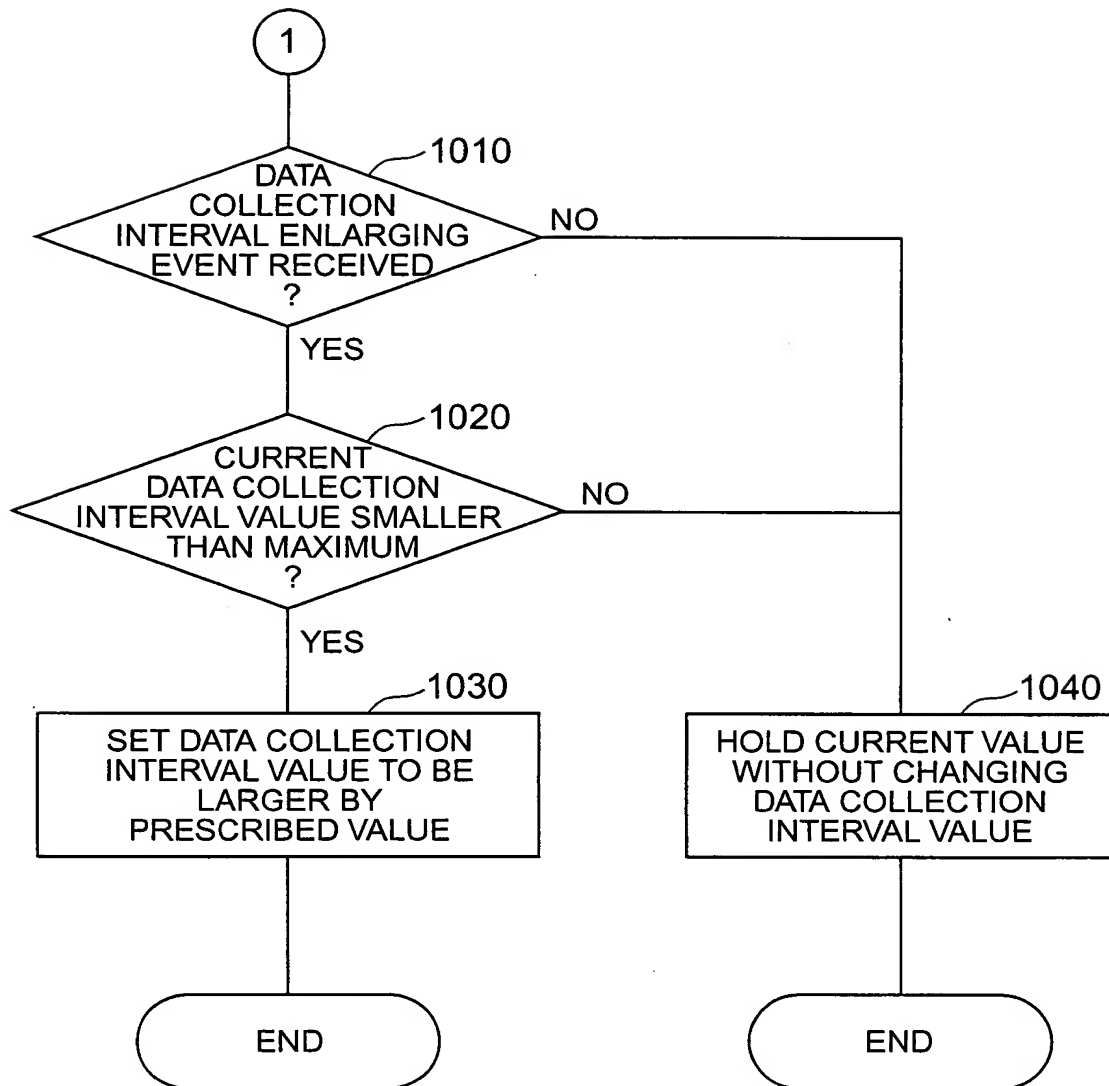 1
1010
DATA
COLLECTION
INTERVAL ENLARGING
EVENT RECEIVED
?
NO
YES
1020
CURRENT
DATA COLLECTION
INTERVAL VALUE SMALLER
THAN MAXIMUM
?
NO
YES
1030
SET DATA COLLECTION
INTERVAL VALUE TO BE
LARGER BY
PRESCRIBED VALUE
1040
HOLD CURRENT VALUE
WITHOUT CHANGING
DATA COLLECTION
INTERVAL VALUE
END
END